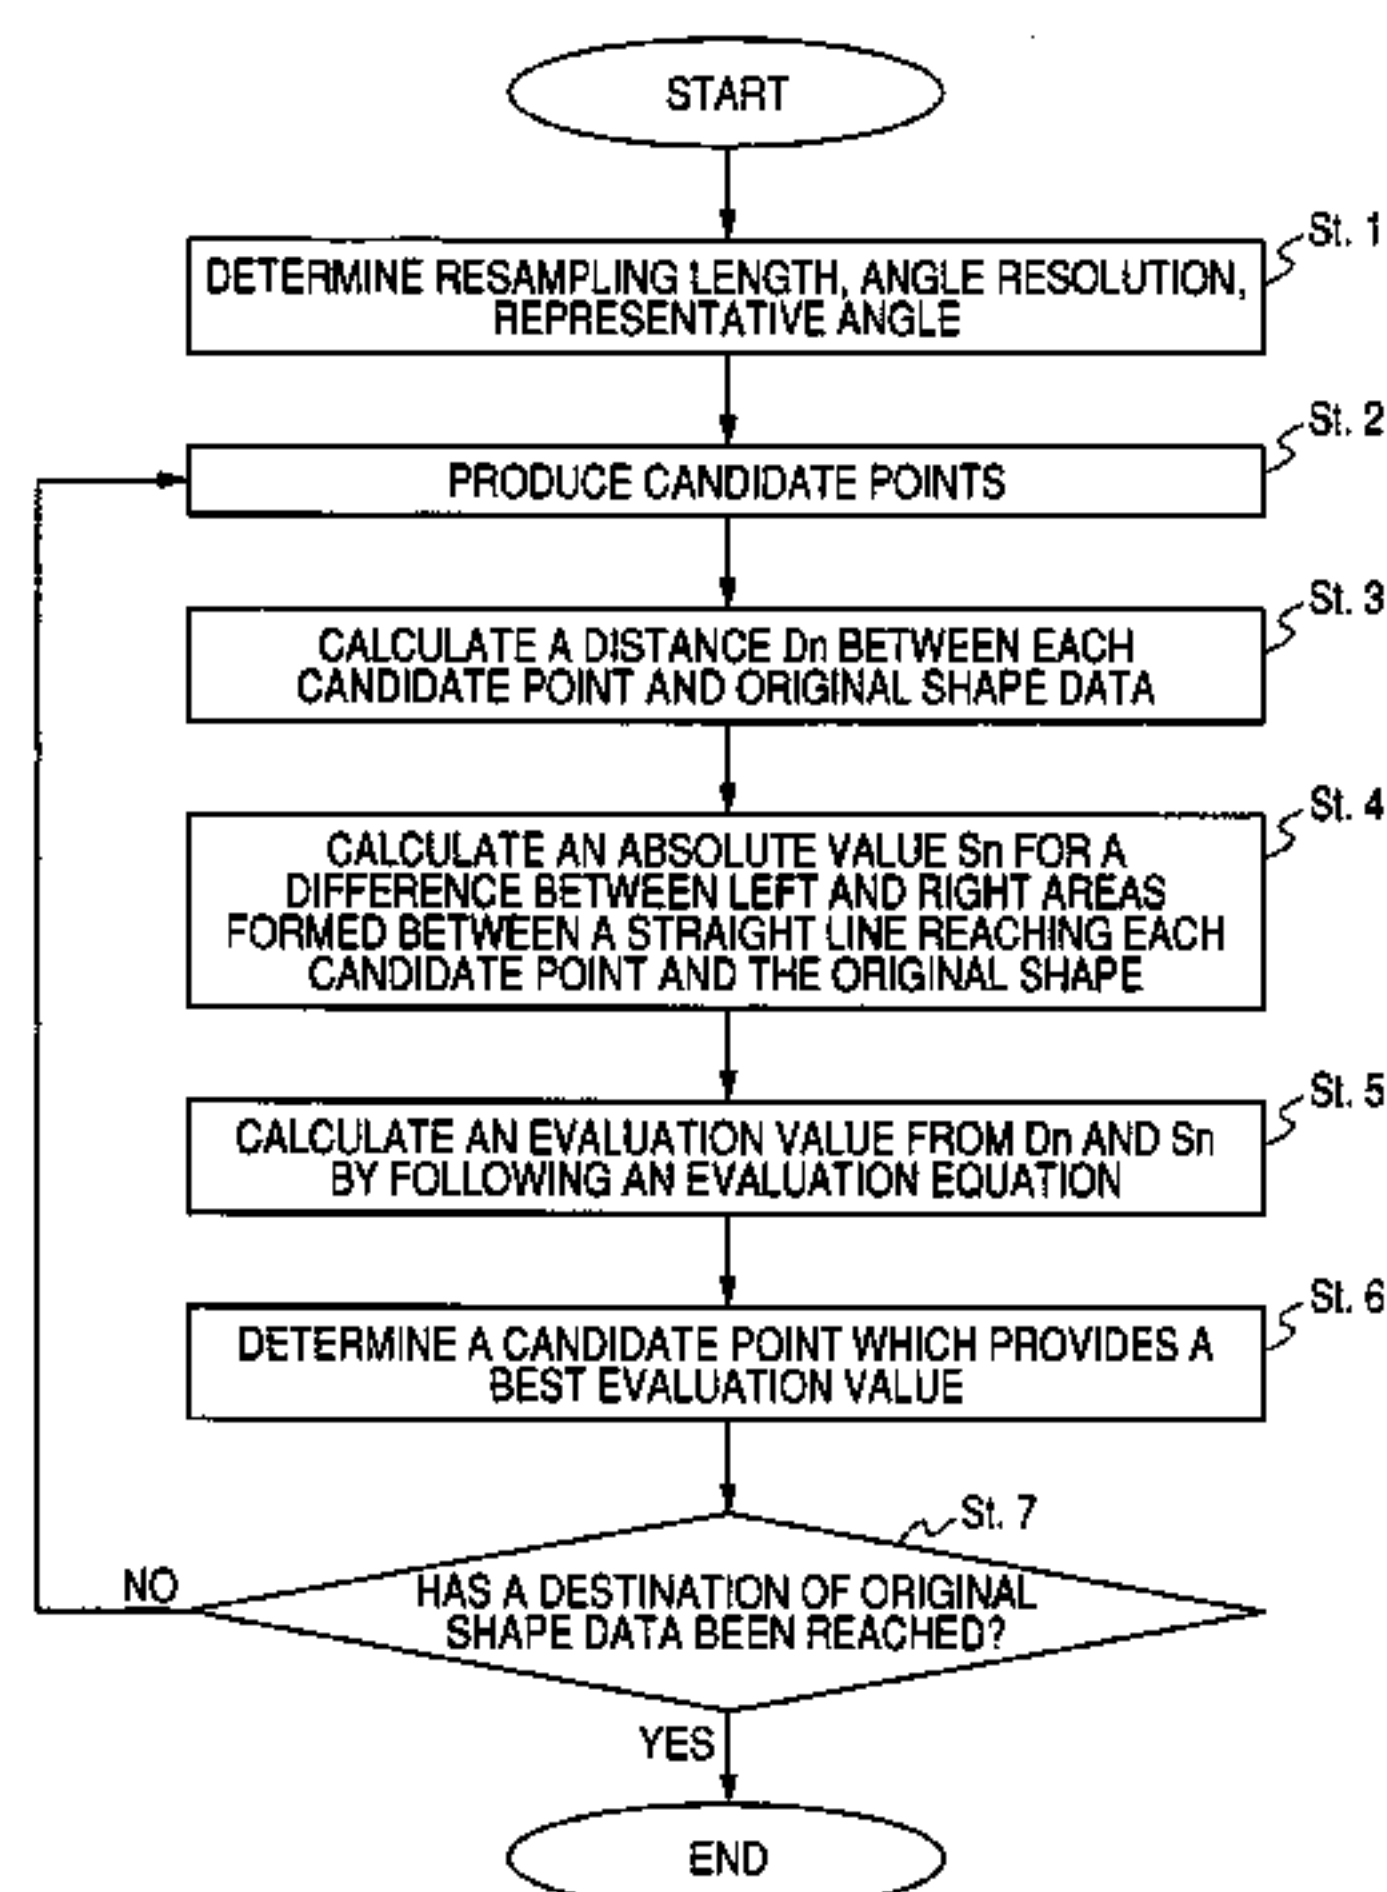 START
St. 1
DETERMINE RESAMPLING LENGTH, ANGLE RESOLUTION,
REPRESENTATIVE ANGLE
St. 2
PRODUCE CANDIDATE POINTS
St. 3
CALCULATE A DISTANCE Dn BETWEEN EACH
CANDIDATE POINT AND ORIGINAL SHAPE DATA
St. 4
CALCULATE AN ABSOLUTE VALUE Sn FOR A
DIFFERENCE BETWEEN LEFT AND RIGHT AREAS
FORMED BETWEEN A STRAIGHT LINE REACHING EACH
CANDIDATE POINT AND THE ORIGINAL SHAPE
St. 5
CALCULATE AN EVALUATION VALUE FROM Dn AND Sn
BY FOLLOWING AN EVALUATION EQUATION
St. 6
DETERMINE A CANDIDATE POINT WHICH PROVIDES A
BEST EVALUATION VALUE
St. 7
NO
HAS A DESTINATION OF ORIGINAL
SHAPE DATA BEEN REACHED?
YES
END